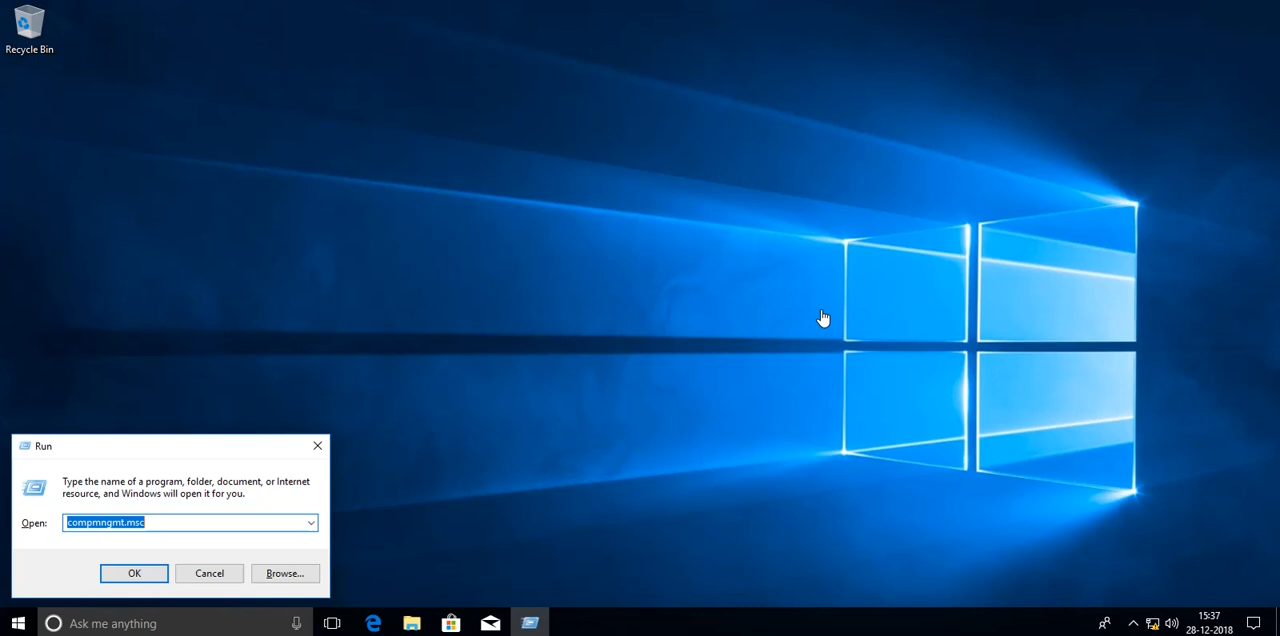 Recycle Bin
Run
Type the name of a program, folder, document, or Internet
resource, and Windows will open it for you.
Open: compmngmt.msc
OK Cancel Browse...
Ask me anything
15:37
28-12-2018